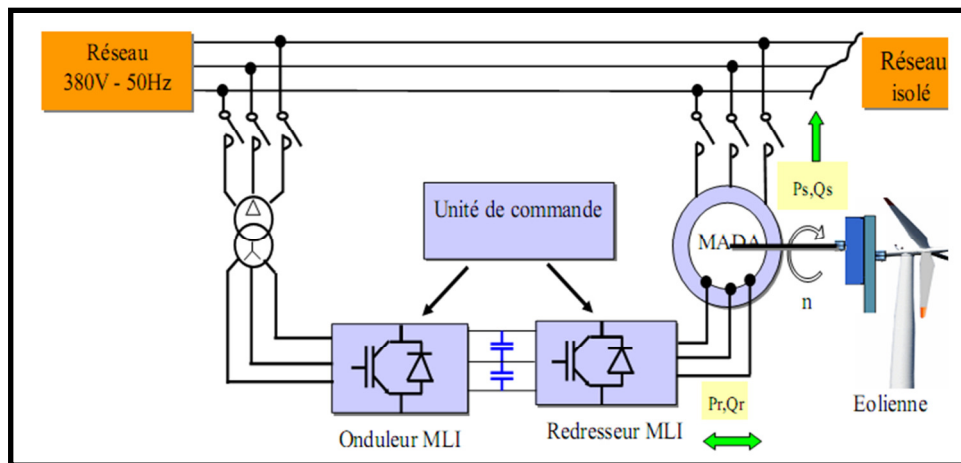 Réseau
380V - 50Hz
Réseau
isolé
Ps,Qs
Unité de
commande
MADA
n
Eolienne
Pr,Qr
Onduleur MLI
Redresseur MLI